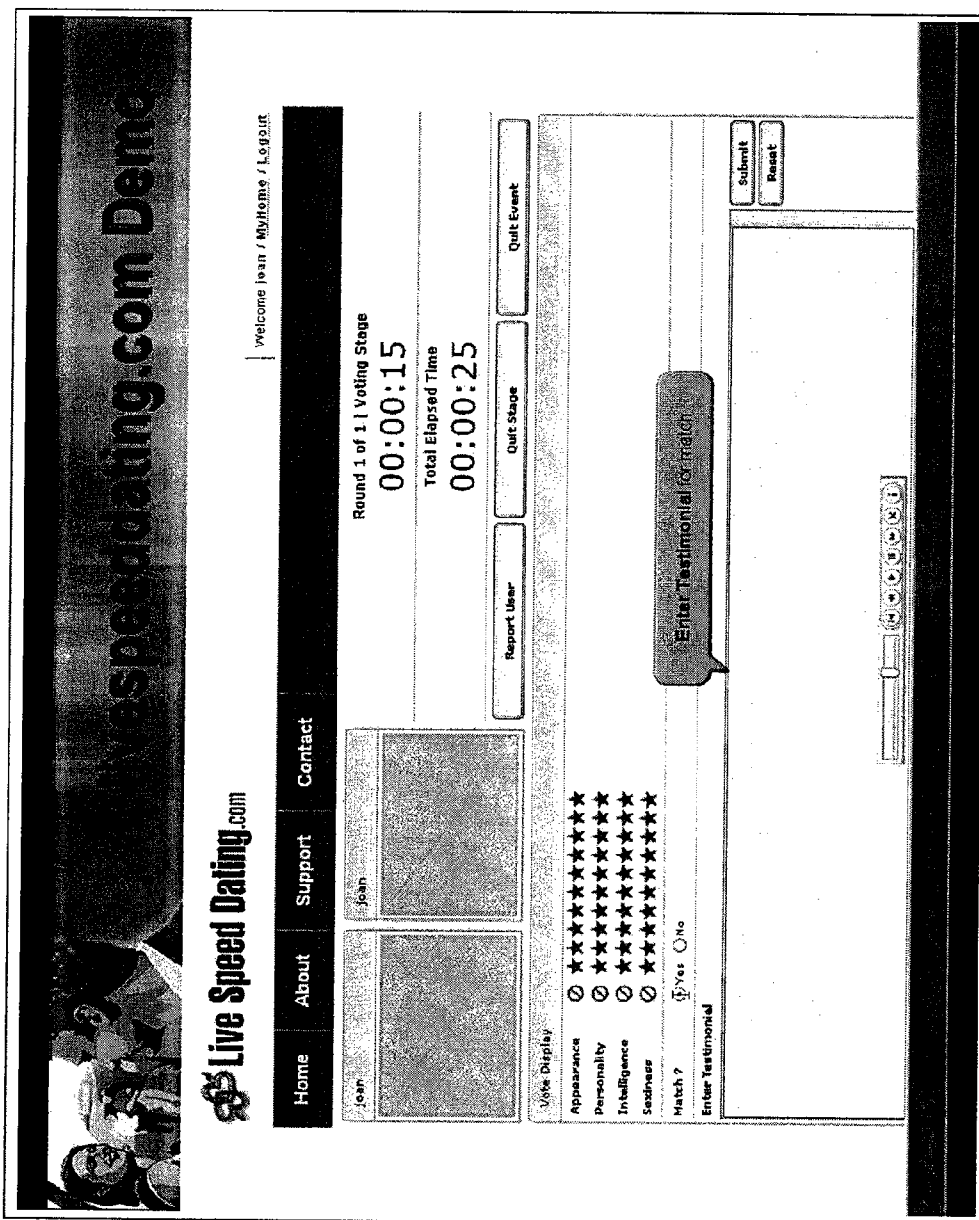 Livespeeddating.com Demo
Live Speed Dating.com
Welcome joan / MyHome / Logout
Home About Support Contact
joan
joan
Round 1 of 1 | Voting Stage
00:00:15
Total Elapsed Time
00:00:25
Report User Quit Stage Quit Event
Vote Display
Appearance
Personality
Intelligence
Sexiness
Match ? Yes No
Enter Testimonial
Enter Testimonial for match
Submit
Reset